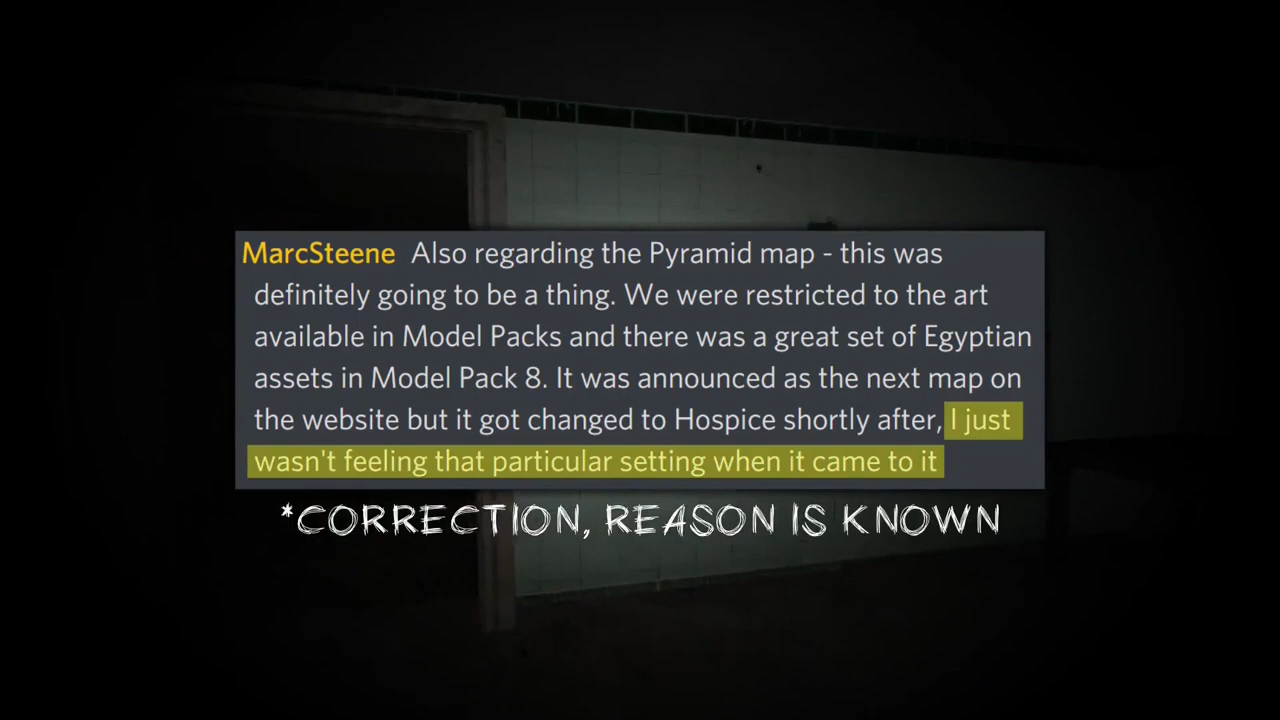 MarcSteene Also regarding the Pyramid map - this was
definitely going to be a thing. We were restricted to the art
available in Model Packs and there was a great set of Egyptian
assets in Model Pack 8. It was announced as the next map on
the website but it got changed to Hospice shortly after, I just
wasn't feeling that particular setting when it came to it
*CORRECTION, REASON IS KNOWN